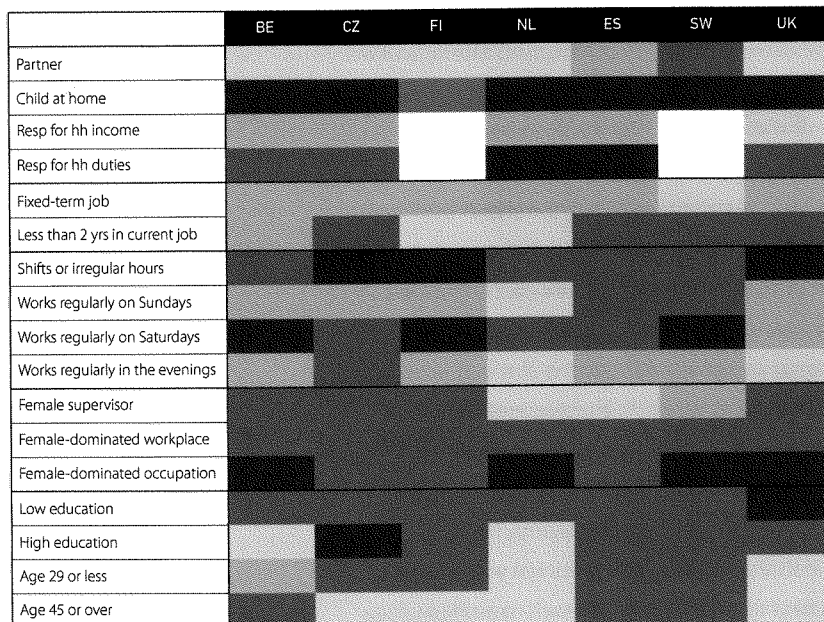 BE CZ FI NL ES SW UK
Partner
Child at home
Resp for hh income
Resp for hh duties
Fixed-term job
Less than 2 yrs in current job
Shifts or irregular hours
Works regularly on Sundays
Works regularly on Saturdays
Works regularly in the evenings
Female supervisor
Female-dominated workplace
Female-dominated occupation
Low education
High education
Age 29 or less
Age 45 or over